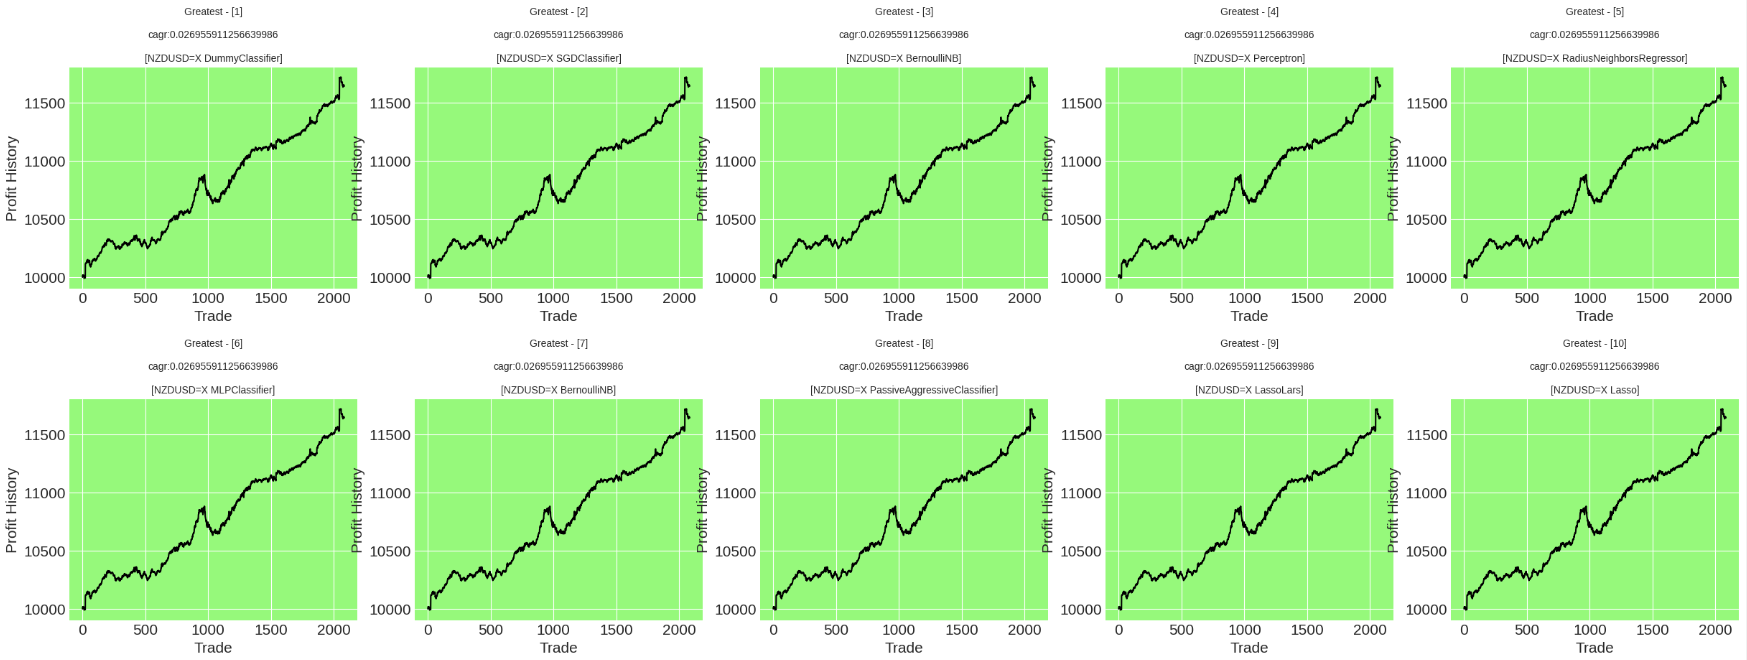 Greatest - [1]
cagr:0.026955911256639986
[NZDUSD=X DummyClassifier]
Profit History
11500
11000
10500
10000
0 500 1000 1500 2000
Trade
Greatest - [2]
cagr:0.026955911256639986
[NZDUSD=X SGDClassifier]
Profit History
11500
11000
10500
10000
0 500 1000 1500 2000
Trade
Greatest - [3]
cagr:0.026955911256639986
[NZDUSD=X BernoulliNB]
Profit History
11500
11000
10500
10000
0 500 1000 1500 2000
Trade
Greatest - [4]
cagr:0.026955911256639986
[NZDUSD=X Perceptron]
Profit History
11500
11000
10500
10000
0 500 1000 1500 2000
Trade
Greatest - [5]
cagr:0.026955911256639986
[NZDUSD=X RadiusNeighborsRegressor]
Profit History
11500
11000
10500
10000
0 500 1000 1500 2000
Trade
Greatest - [6]
cagr:0.026955911256639986
[NZDUSD=X MLPClassifier]
Profit History
11500
11000
10500
10000
0 500 1000 1500 2000
Trade
Greatest - [7]
cagr:0.026955911256639986
[NZDUSD=X BernoulliNB]
Profit History
11500
11000
10500
10000
0 500 1000 1500 2000
Trade
Greatest - [8]
cagr:0.026955911256639986
[NZDUSD=X PassiveAggressiveClassifier]
Profit History
11500
11000
10500
10000
0 500 1000 1500 2000
Trade
Greatest - [9]
cagr:0.026955911256639986
[NZDUSD=X LassoLars]
Profit History
11500
11000
10500
10000
0 500 1000 1500 2000
Trade
Greatest - [10]
cagr:0.026955911256639986
[NZDUSD=X Lasso]
Profit History
11500
11000
10500
10000
0 500 1000 1500 2000
Trade